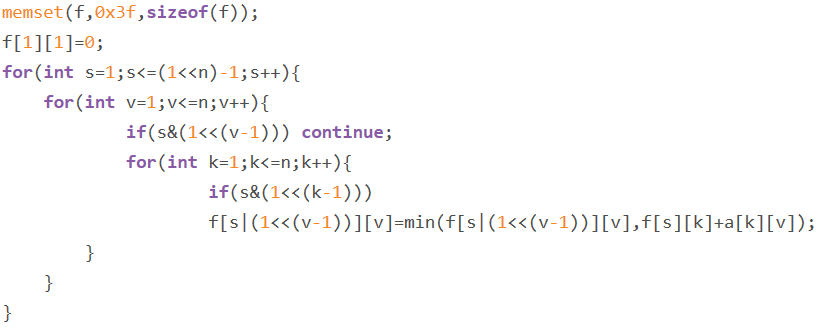 memset(f,0x3f,sizeof(f));
f[1][1]=0;
for(int s=1;s<=(1<<n)-1;s++){
    for(int v=1;v<=n;v++){
            if(s&(1<<(v-1))) continue;
            for(int k=1;k<=n;k++){
                    if(s&(1<<(k-1)))
                    f[s|(1<<(v-1))][v]=min(f[s|(1<<(v-1))][v],f[s][k]+a[k][v]);
        }
    }
}